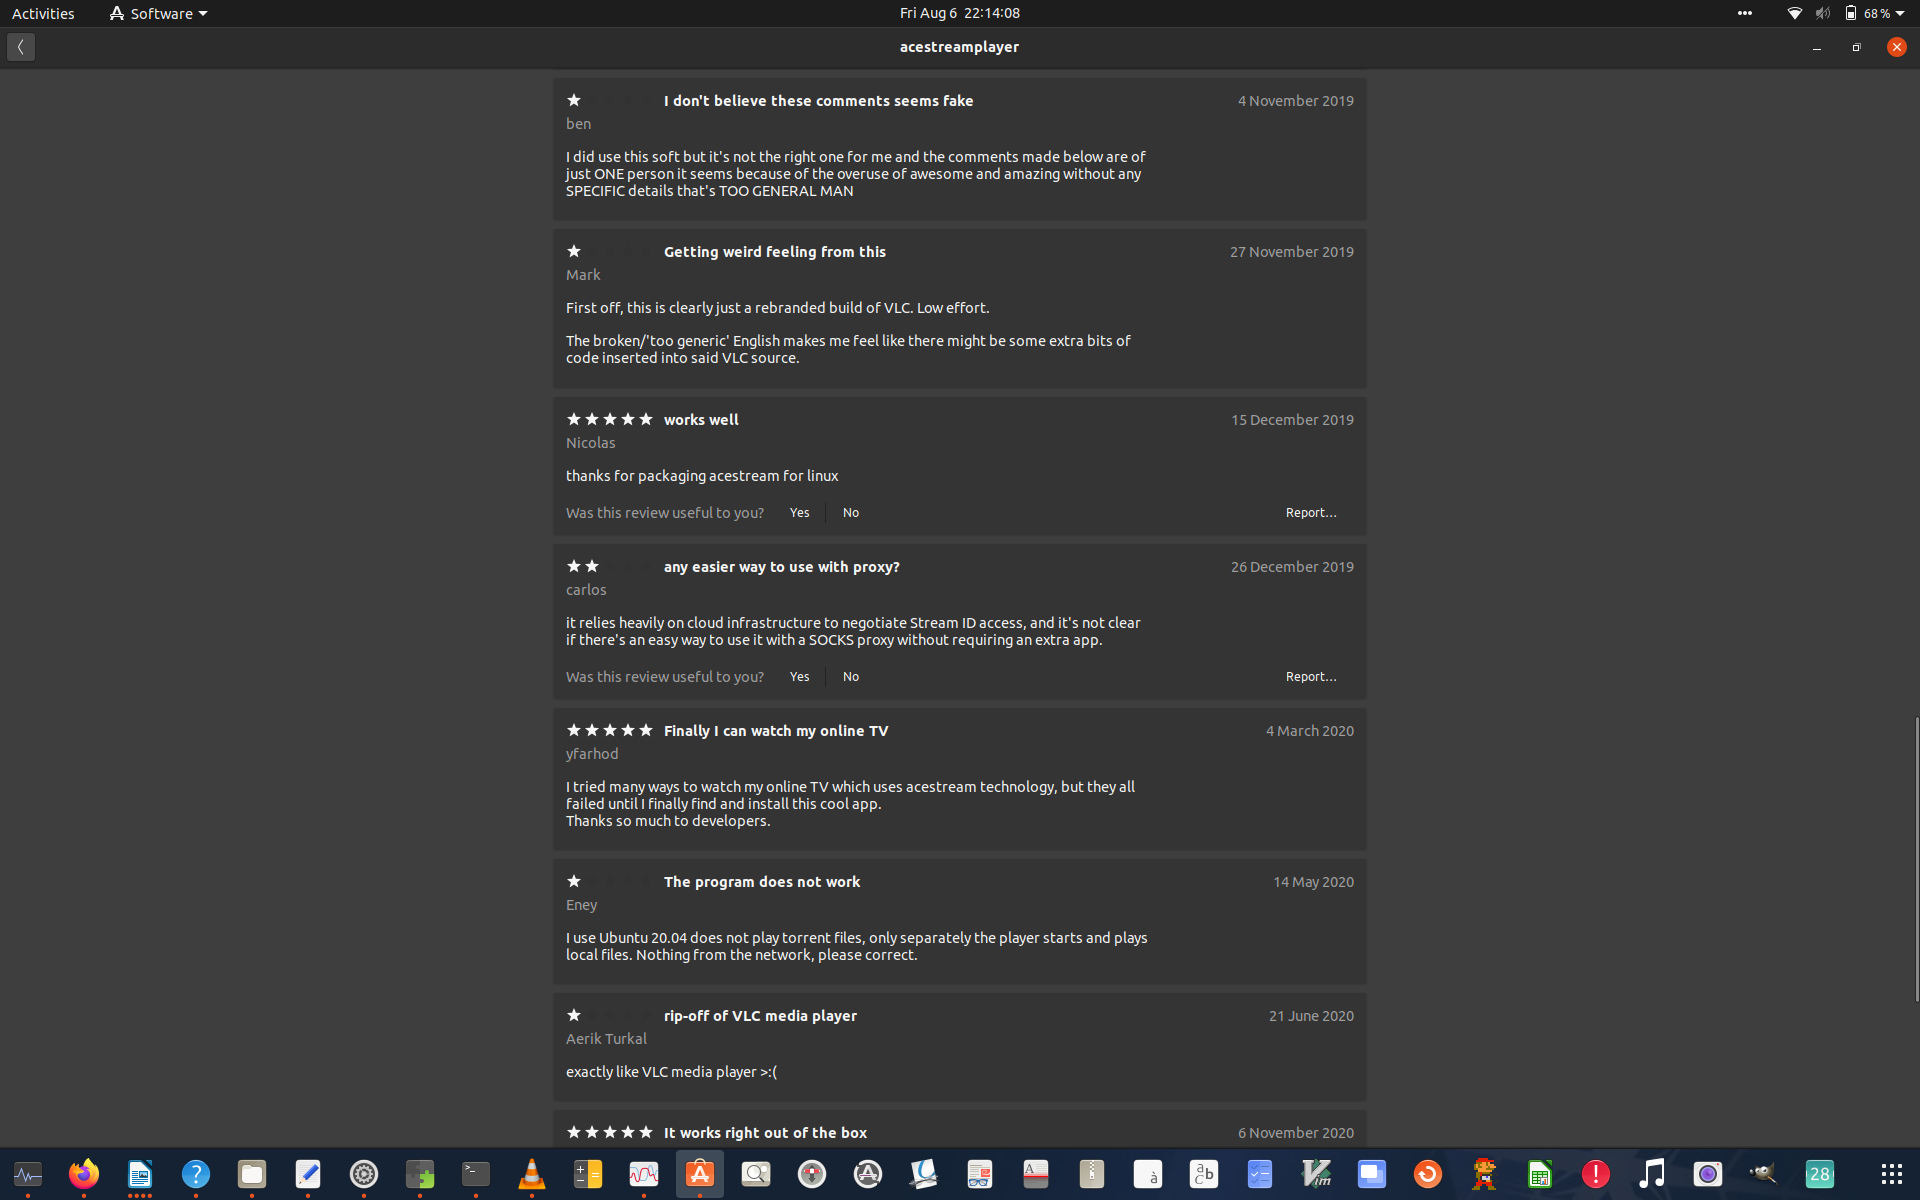 Activities
Software
Fri Aug 6 22:14:08
68 %
acestreamplayer
I don't believe these comments seems fake
4 November 2019
ben
I did use this soft but it's not the right one for me and the comments made below are of
just ONE person it seems because of the overuse of awesome and amazing without any
SPECIFIC details that's TOO GENERAL MAN
Getting weird feeling from this
27 November 2019
Mark
First off, this is clearly just a rebranded build of VLC. Low effort.
The broken/'too generic' English makes me feel like there might be some extra bits of
code inserted into said VLC source.
works well
15 December 2019
Nicolas
thanks for packaging acestream for linux
Was this review useful to you? Yes No Report…
any easier way to use with proxy?
26 December 2019
carlos
it relies heavily on cloud infrastructure to negotiate Stream ID access, and it's not clear
if there's an easy way to use it with a SOCKS proxy without requiring an extra app.
Was this review useful to you? Yes No Report…
Finally I can watch my online TV
4 March 2020
yfarhod
I tried many ways to watch my online TV which uses acestream technology, but they all
failed until I finally find and install this cool app.
Thanks so much to developers.
The program does not work
14 May 2020
Eney
I use Ubuntu 20.04 does not play torrent files, only separately the player starts and plays
local files. Nothing from the network, please correct.
rip-off of VLC media player
21 June 2020
Aerik Turkal
exactly like VLC media player >:(
It works right out of the box
6 November 2020
28